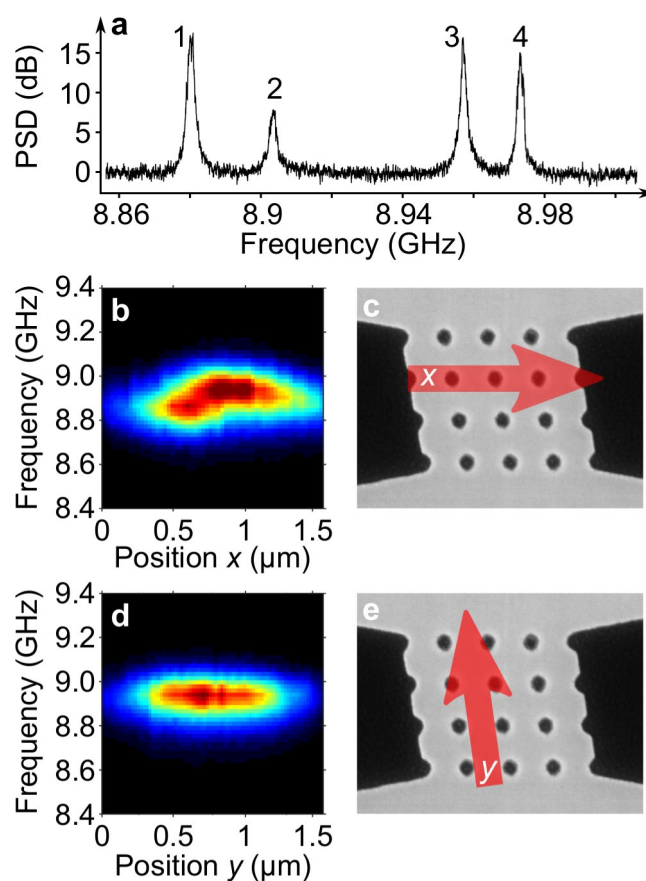 a
1
2
3
4
PSD (dB)
15
10
5
0
8.86
8.9
8.94
8.98
Frequency (GHz)
b
Frequency (GHz)
9.4
9.2
9.0
8.8
8.6
8.4
0
0.5
1
1.5
Position x (µm)
c
x
d
Frequency (GHz)
9.4
9.2
9.0
8.8
8.6
8.4
0
0.5
1
1.5
Position y (µm)
e
y